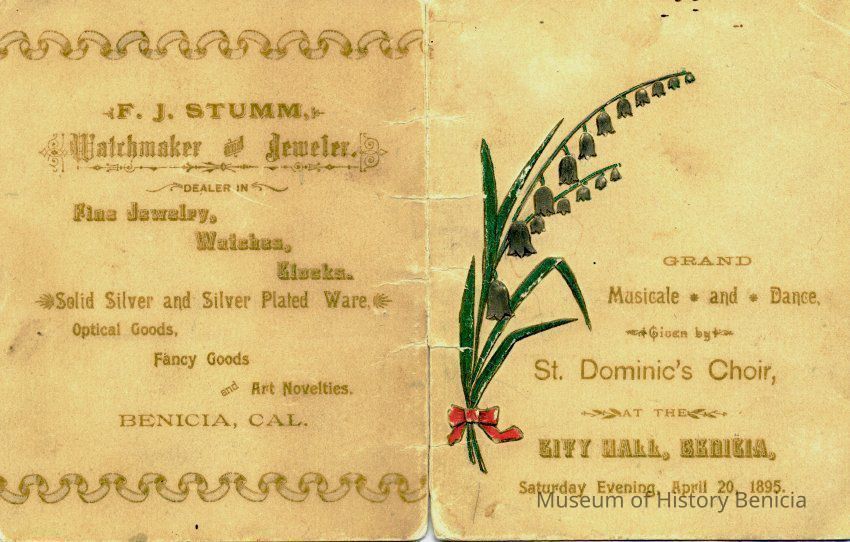 F. J. STUMM,
Watchmaker and Jeweler.
DEALER IN
Fine Jewelry,
Watches,
Clocks.
Solid Silver and Silver Plated Ware.
Optical Goods,
Fancy Goods
and Art Novelties.
BENICIA, CAL.
GRAND
Musicale * and * Dance,
Given by
St. Dominic's Choir,
AT THE
CITY HALL, BENICIA,
Saturday Evening, April 20, 1895.
Museum of History Benicia